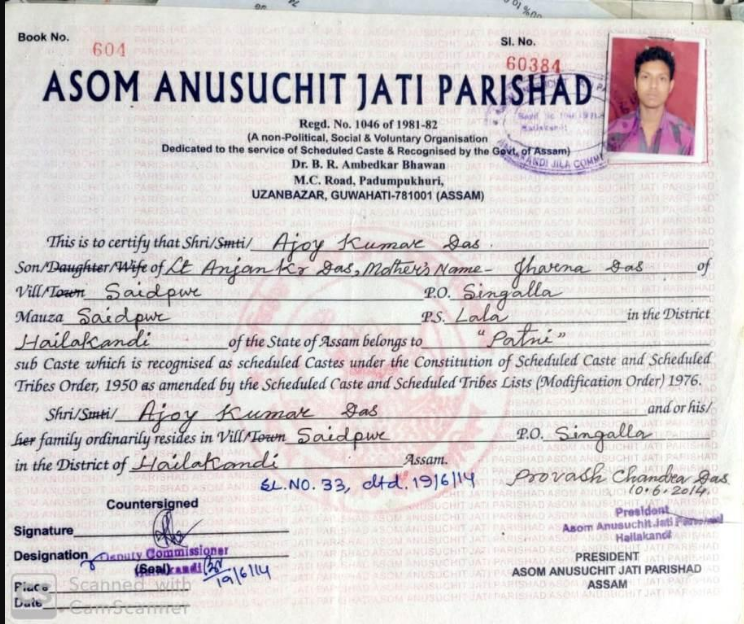 Book No.
604
Sl. No.
60384
ASOM ANUSUCHIT JATI PARISHAD
Regd. No. 1046 of 1981-82
(A non-Political, Social & Voluntary Organisation
Dedicated to the service of Scheduled Caste & Recognised by the Govt. of Assam)
Dr. B. R. Ambedkar Bhawan
M.C. Road, Padumpukhuri,
UZANBAZAR, GUWAHATI-781001 (ASSAM)
This is to certify that Shri/Smti/ Ajoy Kumar Das
Son/Daughter/Wife of Lt Anjan Kr Das, Mother's Name- Jharna Das of
Vill/Town Saidpur P.O. Singalla
Mauza Saidpur P.S. Lala in the District
Hailakandi of the State of Assam belongs to "Patni"
sub Caste which is recognised as scheduled Castes under the Constitution of Scheduled Caste and Scheduled
Tribes Order, 1950 as amended by the Scheduled Caste and Scheduled Tribes Lists (Modification Order) 1976.
Shri/Smti/ Ajoy Kumar Das and or his/
her family ordinarily resides in Vill/Town Saidpur P.O. Singalla
in the District of Hailakandi Assam.
SL.NO. 33, dtd. 19/6/14
Provash Chandra Das
10.6.2014
Countersigned
Signature
Designation Deputy Commissioner
(Seal)
19/6/14
Place
Date
President
Asom Anusuchit Jati Parishad
Hailakandi
PRESIDENT
ASOM ANUSUCHIT JATI PARISHAD
ASSAM
Scanned with
CamScanner